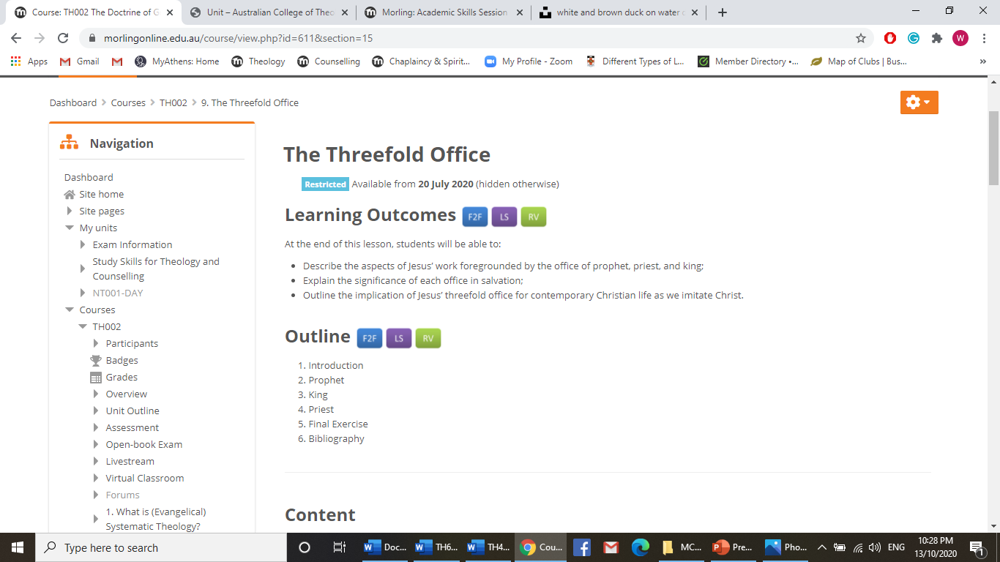 Course: TH002 The Doctrine of G
Unit – Australian College of Theo
Morling: Academic Skills Session
white and brown duck on water
morlingonline.edu.au/course/view.php?id=611&section=15
W
Apps
Gmail
MyAthens: Home
Theology
Counselling
Chaplaincy & Spirit...
My Profile - Zoom
Different Types of L...
Member Directory •...
Map of Clubs | Bus...
»
Dashboard > Courses > TH002 > 9. The Threefold Office
Navigation
Dashboard
Site home
Site pages
My units
Exam Information
Study Skills for Theology and
Counselling
NT001-DAY
Courses
TH002
Participants
Badges
Grades
Overview
Unit Outline
Assessment
Open-book Exam
Livestream
Virtual Classroom
Forums
1. What is (Evangelical)
Systematic Theology?
The Threefold Office
Restricted Available from 20 July 2020 (hidden otherwise)
Learning Outcomes F2F LS RV
At the end of this lesson, students will be able to:
• Describe the aspects of Jesus’ work foregrounded by the office of prophet, priest, and king;
• Explain the significance of each office in salvation;
• Outline the implication of Jesus’ threefold office for contemporary Christian life as we imitate Christ.
Outline F2F LS RV
1. Introduction
2. Prophet
3. King
4. Priest
5. Final Exercise
6. Bibliography
Content
Type here to search
Doc...
TH6...
TH4...
Cou...
MC...
Pre...
Pho...
ENG
10:28 PM
13/10/2020
1